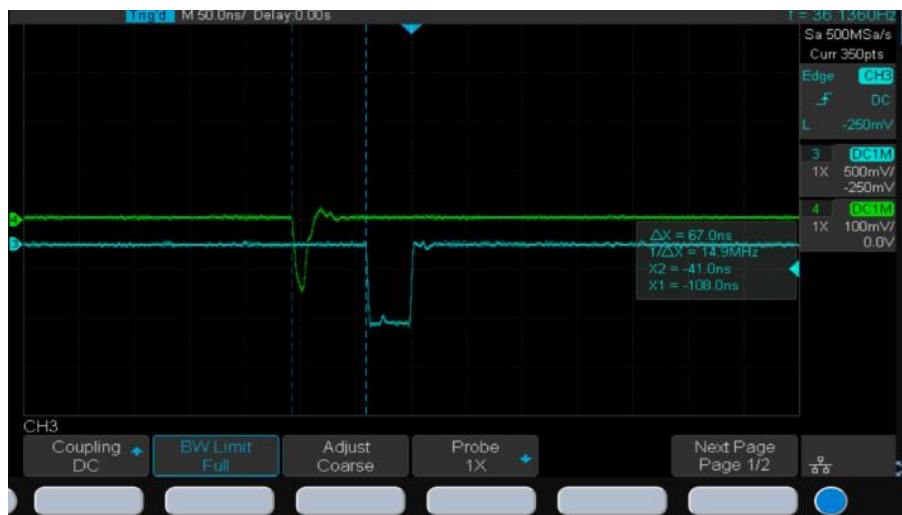 Trig'd M 50.0ns/ Delay:0.00s f = 36.1360Hz
Sa 500MSa/s
Curr 350pts
Edge CH3
DC
L -250mV
3 DC1M
1X 500mV/
-250mV
4 DC1M
1X 100mV/
0.0V
4
3
ΔX = 67.0ns
1/ΔX = 14.9MHz
X2 = -41.0ns
X1 = -108.0ns
CH3
Coupling
DC
BW Limit
Full
Adjust
Coarse
Probe
1X
Next Page
Page 1/2